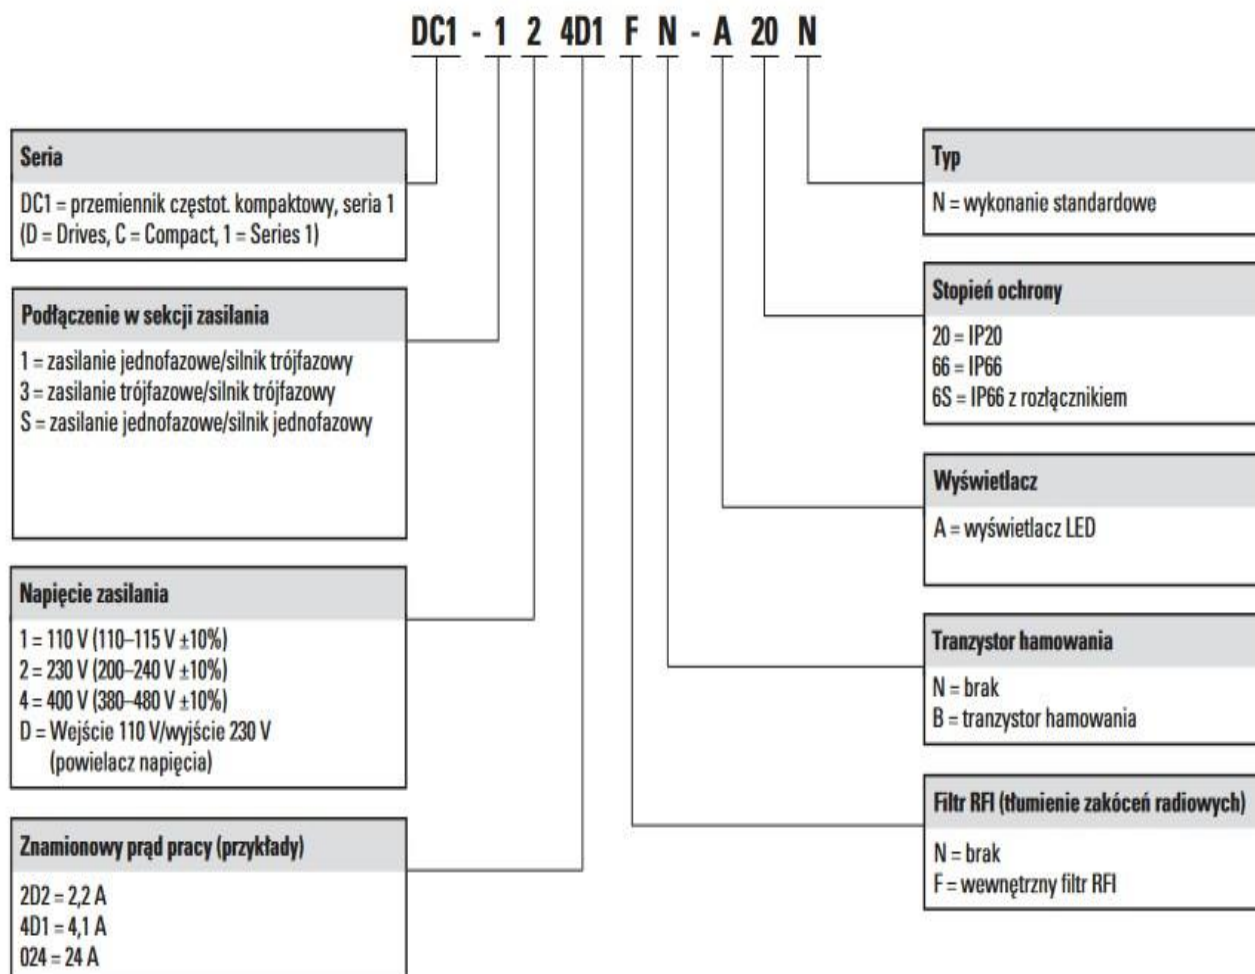 DC1 - 1 2 4D1 F N - A 20 N
Seria
DC1 = przemiennik częstot. kompaktowy, seria 1
(D = Drives, C = Compact, 1 = Series 1)
Podłączenie w sekcji zasilania
1 = zasilanie jednofazowe/silnik trójfazowy
3 = zasilanie trójfazowe/silnik trójfazowy
S = zasilanie jednofazowe/silnik jednofazowy
Napięcie zasilania
1 = 110 V (110–115 V ±10%)
2 = 230 V (200–240 V ±10%)
4 = 400 V (380–480 V ±10%)
D = Wejście 110 V/wyjście 230 V
(powielacz napięcia)
Znamionowy prąd pracy (przykłady)
2D2 = 2,2 A
4D1 = 4,1 A
024 = 24 A
Typ
N = wykonanie standardowe
Stopień ochrony
20 = IP20
66 = IP66
6S = IP66 z rozłącznikiem
Wyświetlacz
A = wyświetlacz LED
Tranzystor hamowania
N = brak
B = tranzystor hamowania
Filtr RFI (tłumienie zakóceń radiowych)
N = brak
F = wewnętrzny filtr RFI